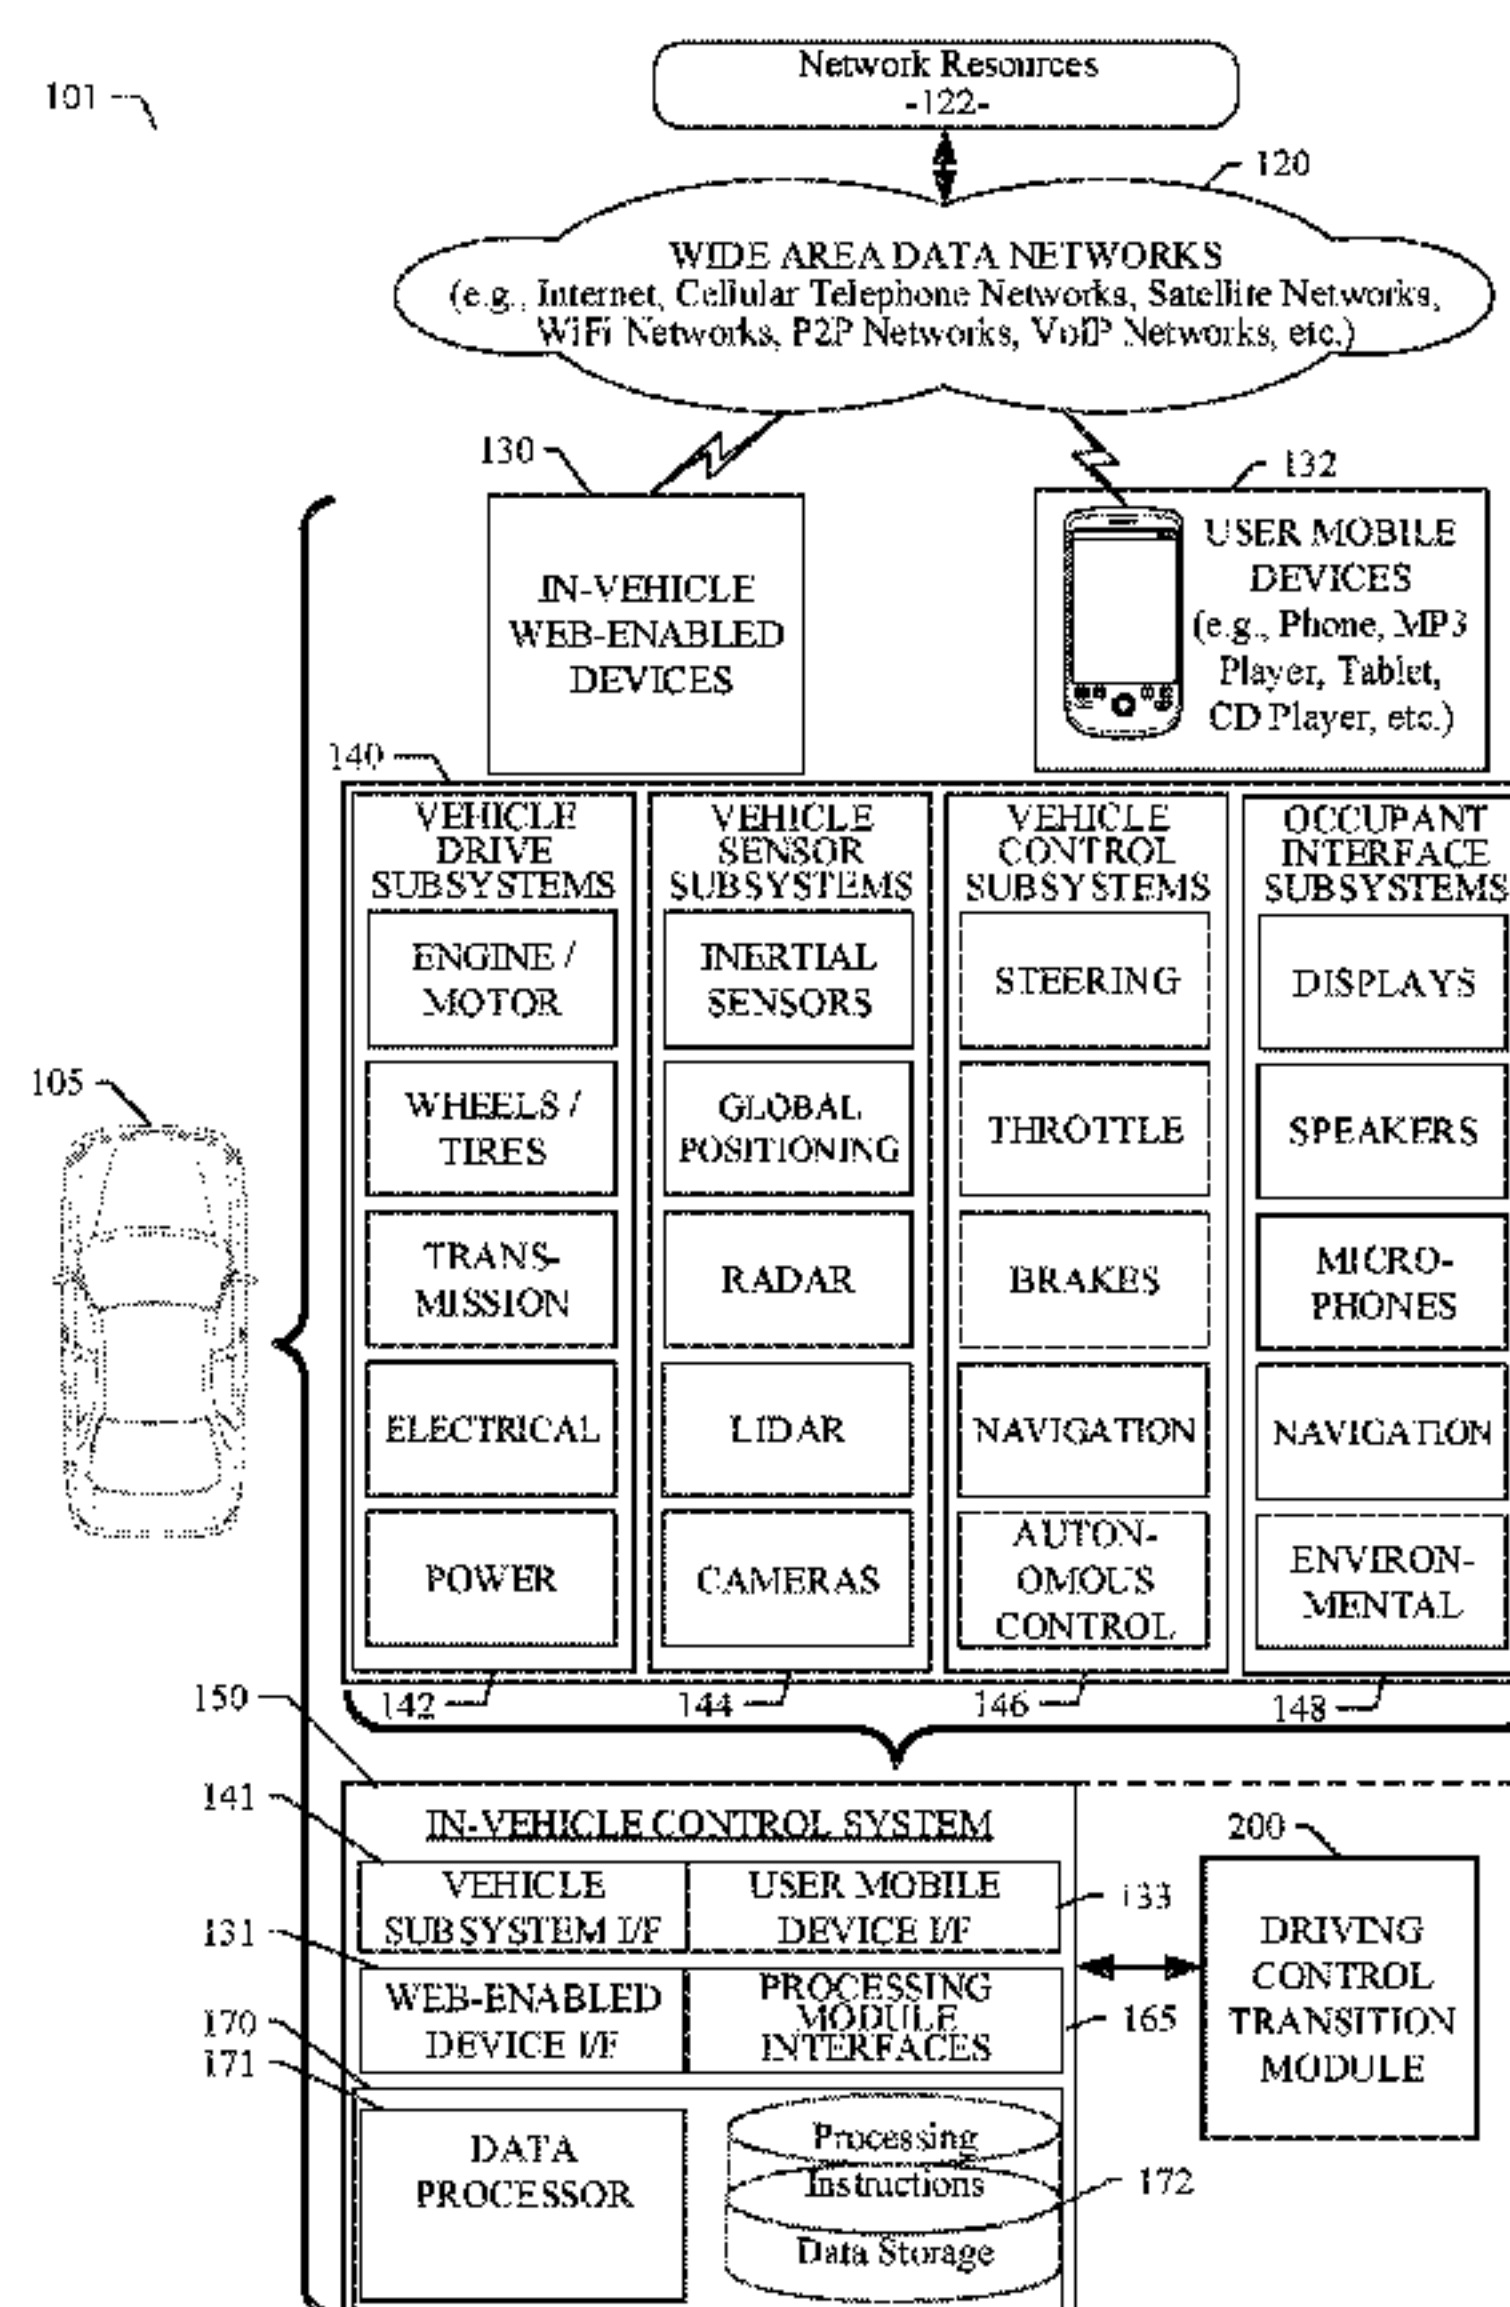 101
Network Resources
-122-
120
WIDE AREA DATA NETWORKS
(e.g., Internet, Cellular Telephone Networks, Satellite Networks,
WiFi Networks, P2P Networks, VoIP Networks, etc.)
130
132
IN-VEHICLE
WEB-ENABLED
DEVICES
USER MOBILE
DEVICES
(e.g., Phone, MP3
Player, Tablet,
CD Player, etc.)
140
VEHICLE
DRIVE
SUBSYSTEMS
ENGINE /
MOTOR
WHEELS /
TIRES
TRANS-
MISSION
ELECTRICAL
POWER
142
VEHICLE
SENSOR
SUBSYSTEMS
INERTIAL
SENSORS
GLOBAL
POSITIONING
RADAR
LIDAR
CAMERAS
144
VEHICLE
CONTROL
SUBSYSTEMS
STEERING
THROTTLE
BRAKES
NAVIGATION
AUTON-
OMOUS
CONTROL
146
OCCUPANT
INTERFACE
SUBSYSTEMS
DISPLAYS
SPEAKERS
MICRO-
PHONES
NAVIGATION
ENVIRON-
MENTAL
148
105
150
IN-VEHICLE CONTROL SYSTEM
141
VEHICLE
SUBSYSTEM I/F
USER MOBILE
DEVICE I/F
133
131
WEB-ENABLED
DEVICE I/F
PROCESSING
MODULE
INTERFACES
165
170
171
DATA
PROCESSOR
Processing
Instructions
Data Storage
172
200
DRIVING
CONTROL
TRANSITION
MODULE